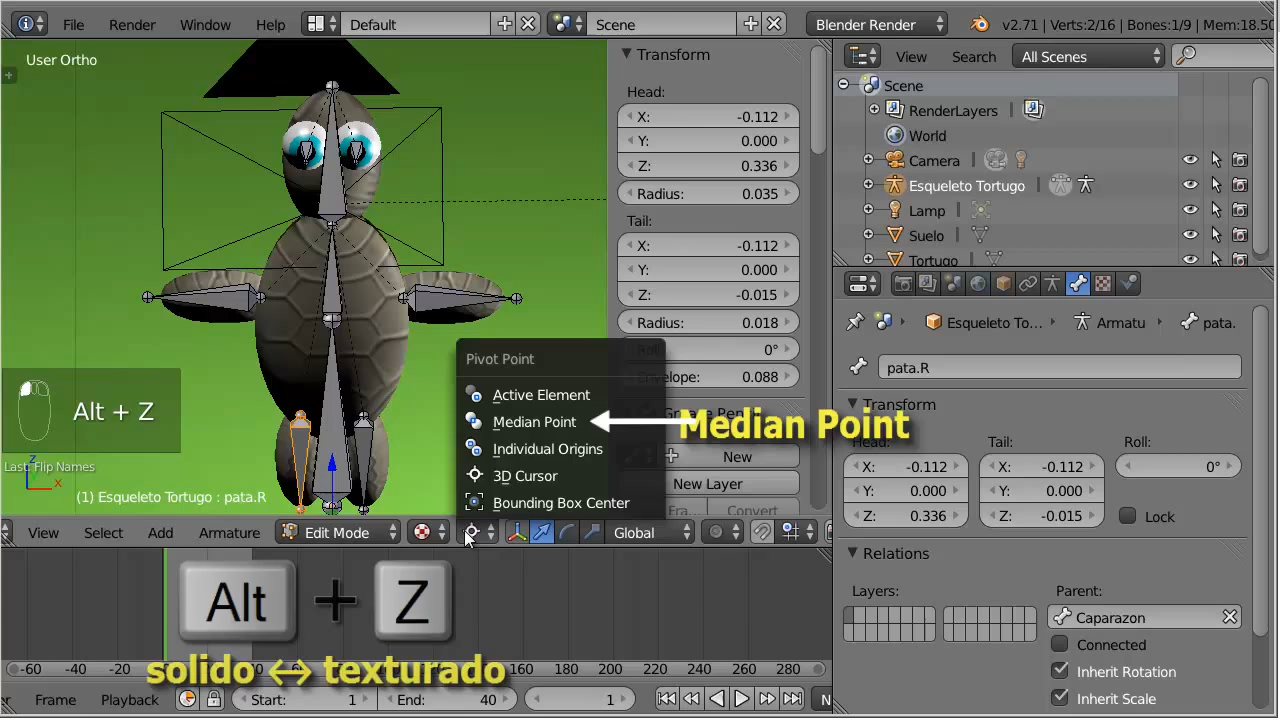 File Render Window Help Default Scene Blender Render v2.71 | Verts:2/16 | Bones:1/9 | Mem:18.50
User Ortho
Transform
Head:
X: -0.112
Y: 0.000
Z: 0.336
Radius: 0.035
Tail:
X: -0.112
Y: 0.000
Z: -0.015
Radius: 0.018
0°
Envelope: 0.088
New
New Layer
Convert
View Search All Scenes
Scene
RenderLayers
World
Camera
Esqueleto Tortugo
Lamp
Suelo
Tortugo
Esqueleto To... Armatu pata.
pata.R
Transform
Head: Tail: Roll:
X: -0.112 X: -0.112 0°
Y: 0.000 Y: 0.000
Z: 0.336 Z: -0.015 Lock
Relations
Layers: Parent:
Caparazon
Connected
Inherit Rotation
Inherit Scale
Pivot Point
Active Element
Median Point
Individual Origins
3D Cursor
Bounding Box Center
Median Point
Alt + Z
Last: Flip Names
z
x
(1) Esqueleto Tortugo : pata.R
View Select Add Armature Edit Mode Global
Alt + Z
solido ↔ texturado
-60 -40 -20 160 180 200 220 240 260 280
Frame Playback Start: 1 End: 40 1 N